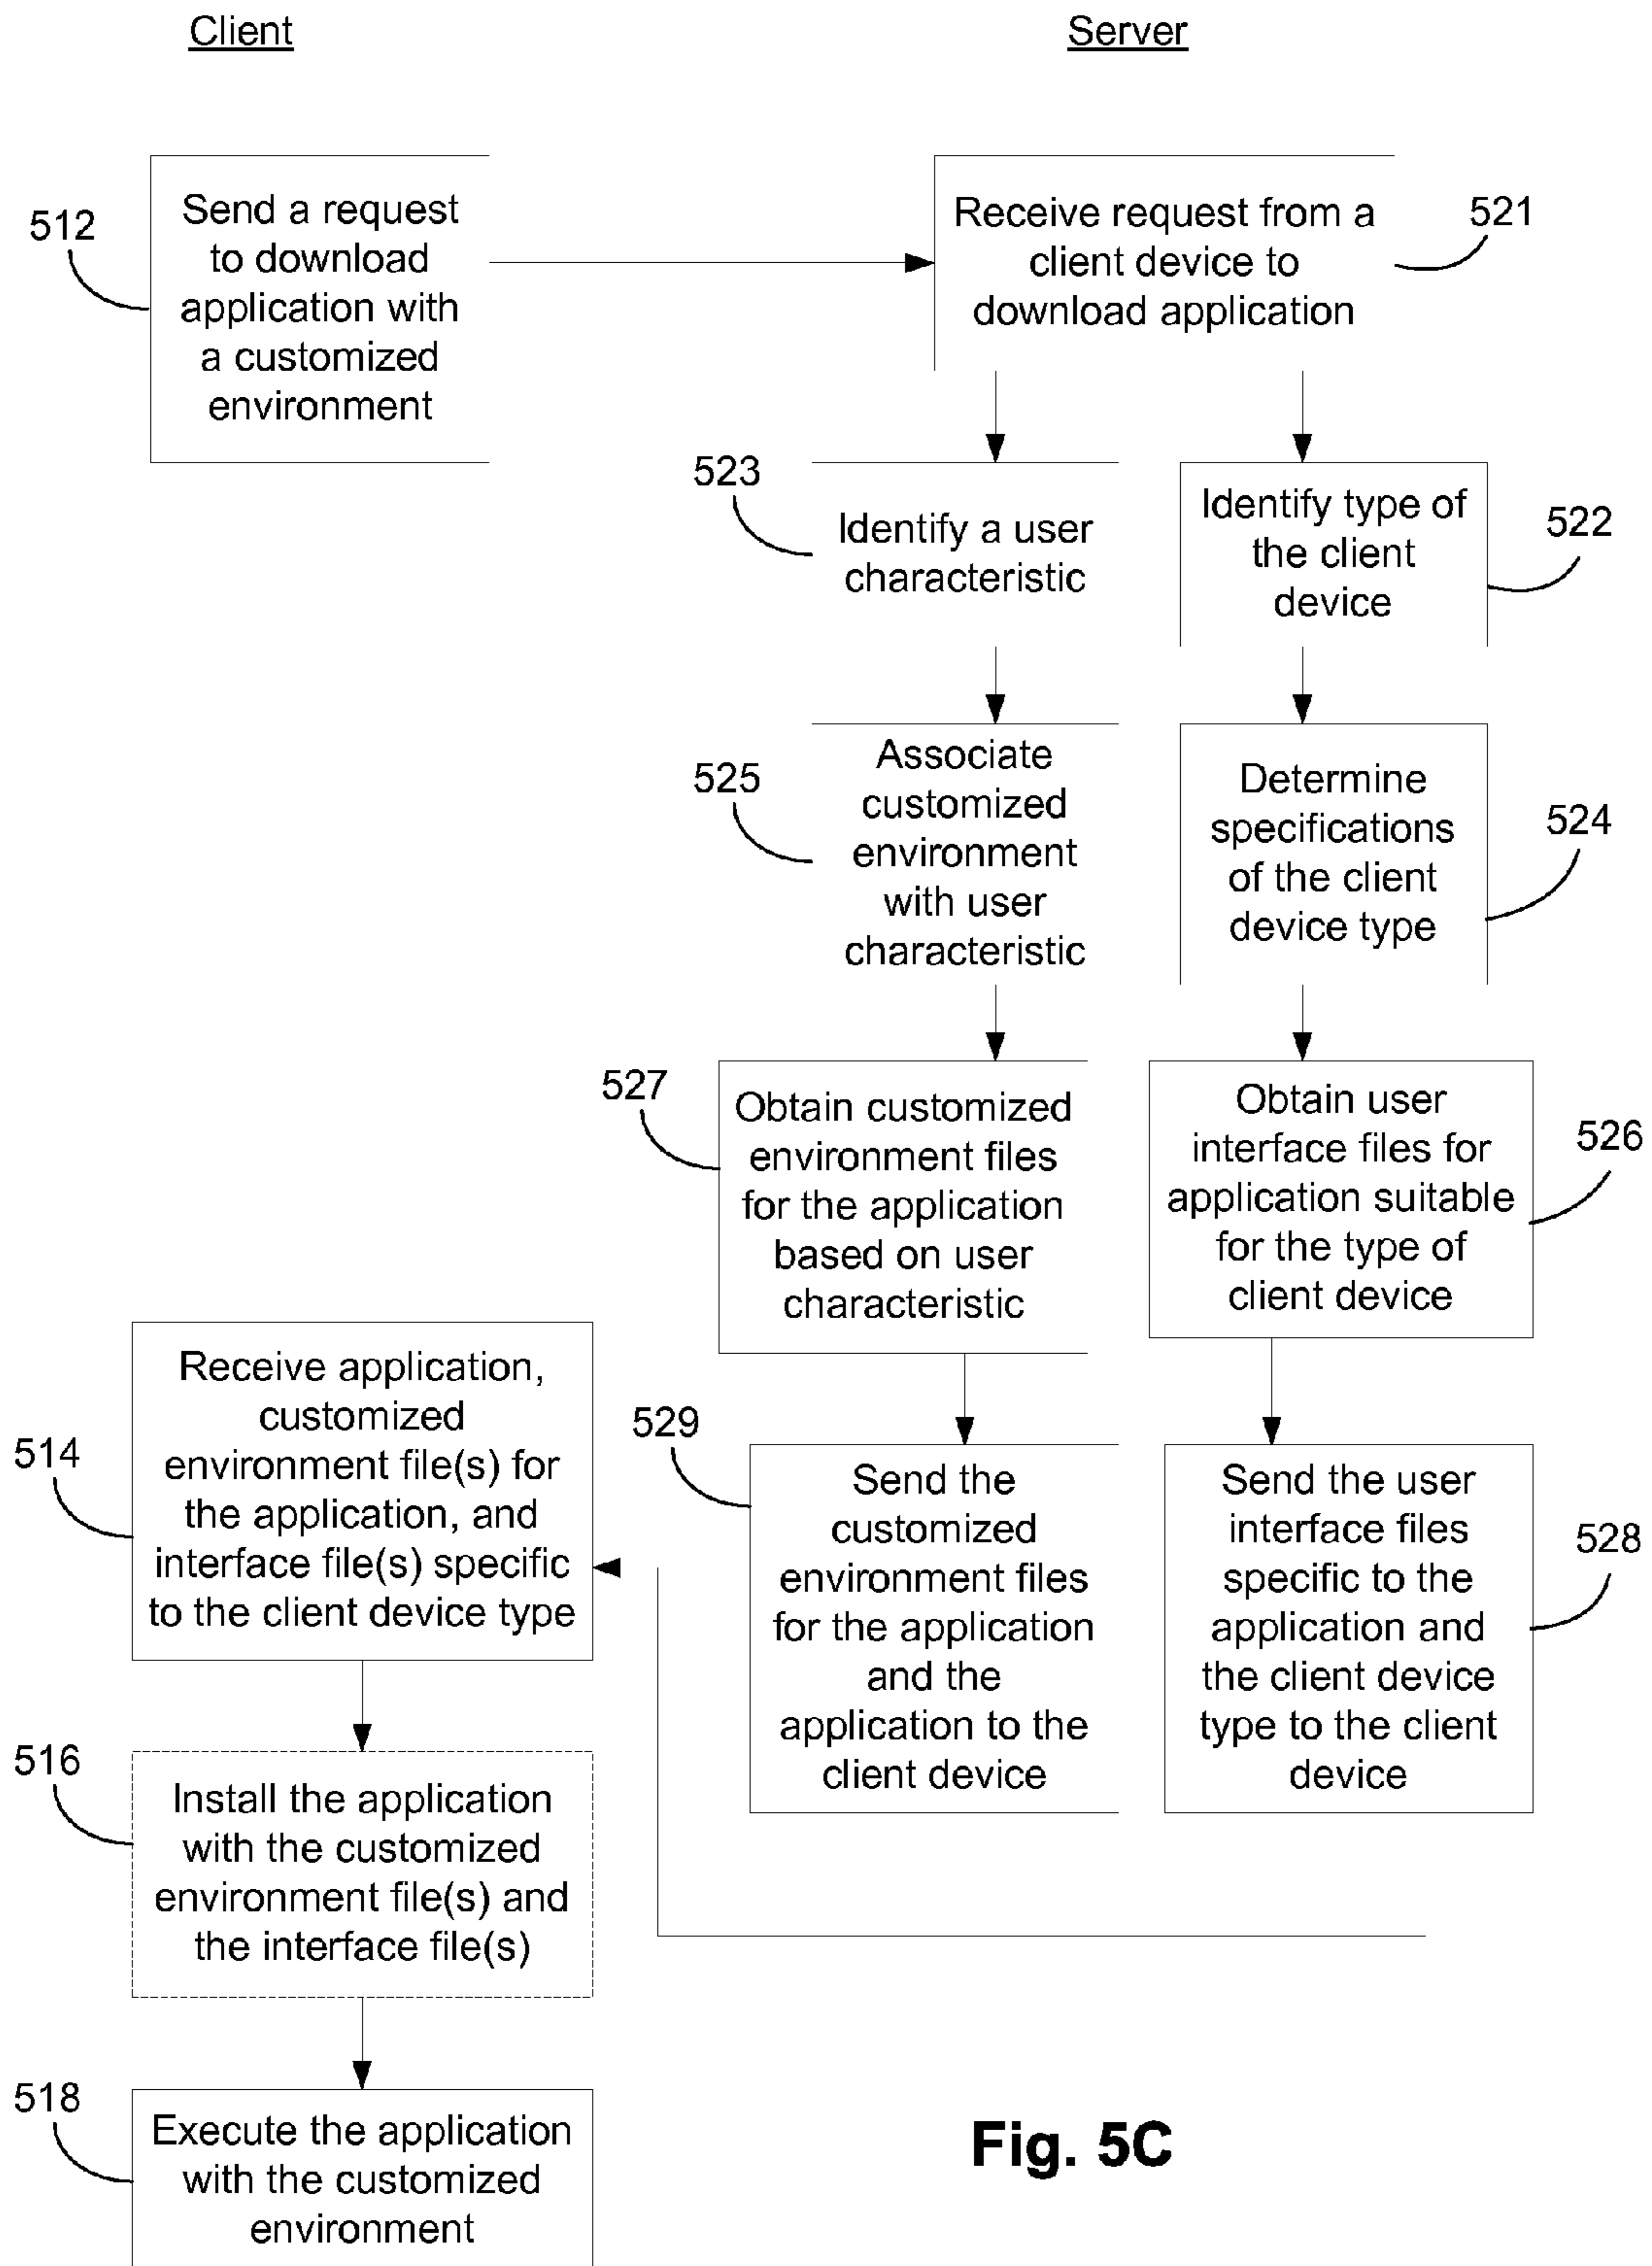 Client
Server
512
Send a request
to download
application with
a customized
environment
Receive request from a
client device to
download application
521
523
Identify a user
characteristic
Identify type of
the client
device
522
525
Associate
customized
environment
with user
characteristic
Determine
specifications
of the client
device type
524
527
Obtain customized
environment files
for the application
based on user
characteristic
Obtain user
interface files for
application suitable
for the type of
client device
526
529
Send the
customized
environment files
for the application
and the
application to the
client device
Send the user
interface files
specific to the
application and
the client device
type to the client
device
528
514
Receive application,
customized
environment file(s) for
the application, and
interface file(s) specific
to the client device type
516
Install the application
with the customized
environment file(s) and
the interface file(s)
518
Execute the application
with the customized
environment
Fig. 5C